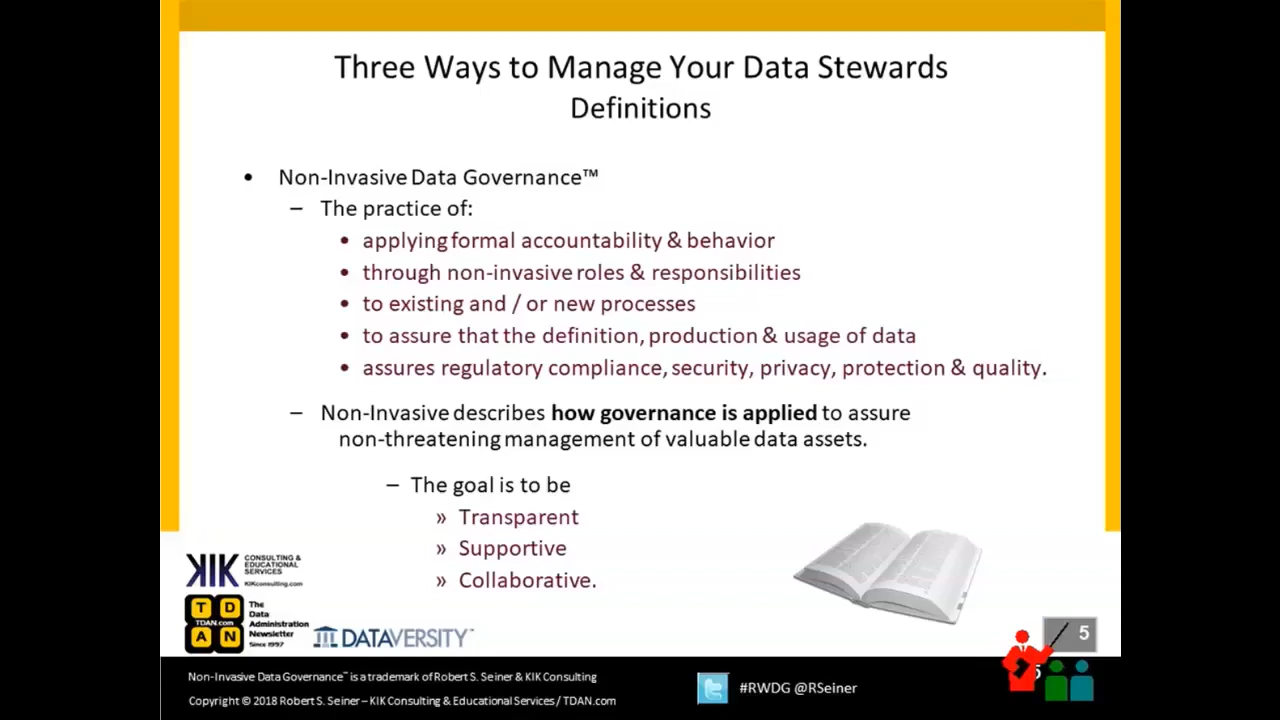 Three Ways to Manage Your Data Stewards
Definitions
• Non-Invasive Data Governance™
– The practice of:
• applying formal accountability & behavior
• through non-invasive roles & responsibilities
• to existing and / or new processes
• to assure that the definition, production & usage of data
• assures regulatory compliance, security, privacy, protection & quality.
– Non-Invasive describes how governance is applied to assure
non-threatening management of valuable data assets.
– The goal is to be
» Transparent
» Supportive
» Collaborative.
KIK CONSULTING &
EDUCATIONAL
SERVICES
KIKconsulting.com
T D
TDAN.com
A N
The
Data
Administration
Newsletter
Since 1997
DATAVERSITY™
5
5
Non-Invasive Data Governance™ is a trademark of Robert S. Seiner & KIK Consulting
Copyright © 2018 Robert S. Seiner – KIK Consulting & Educational Services / TDAN.com
#RWDG @RSeiner